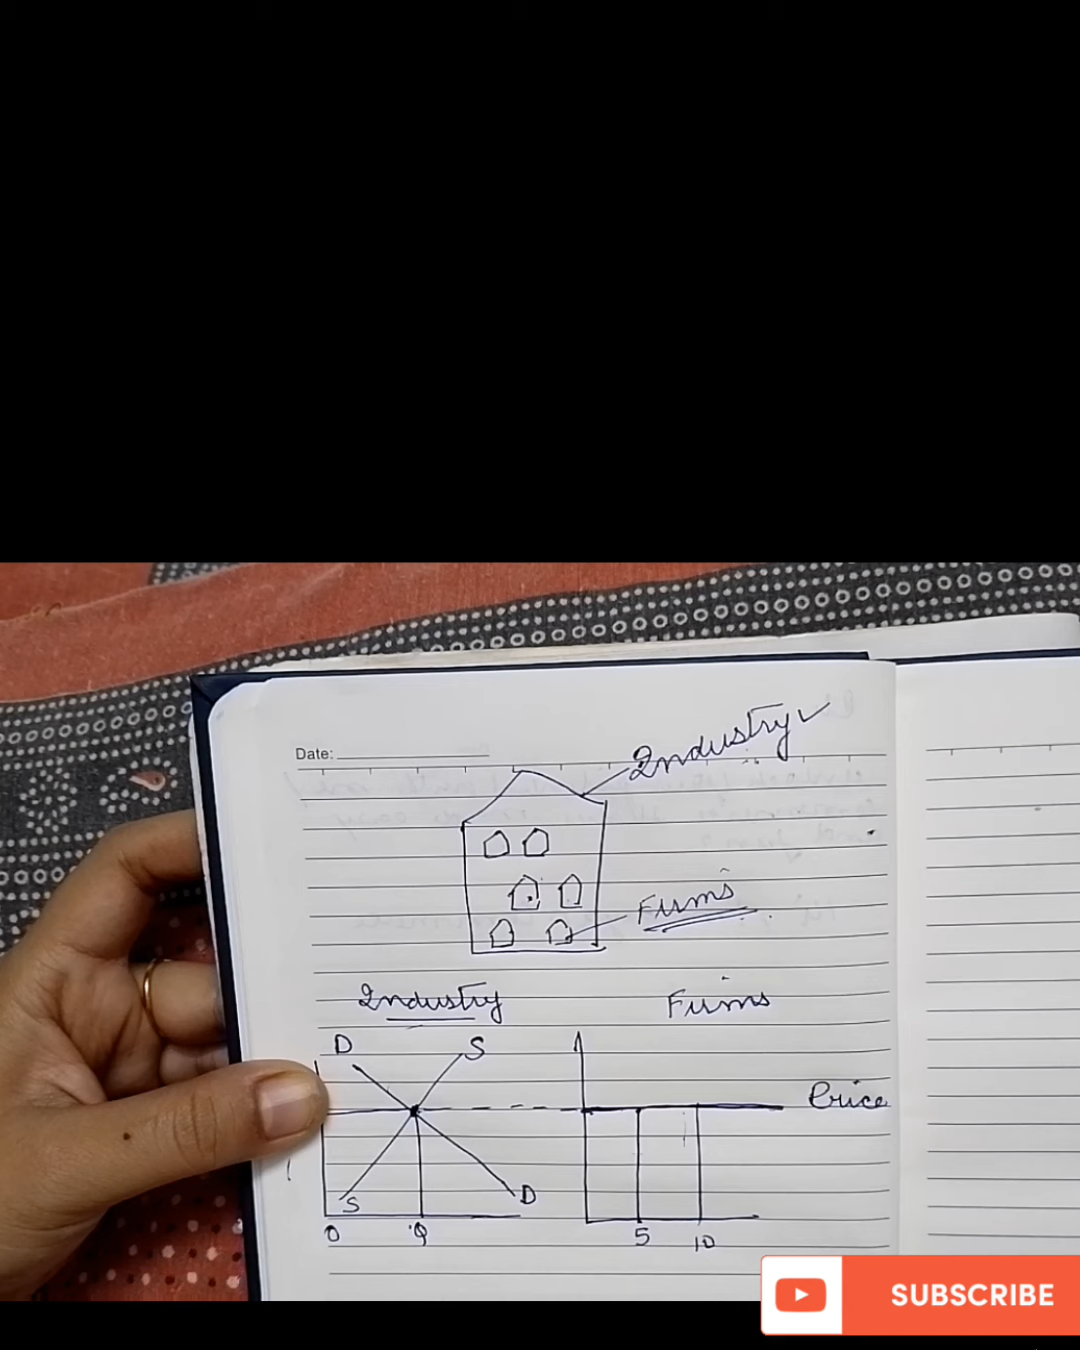 Industry
Date:
Firms
Industry
Firms
D S
Price
S D
O Q
5 10
SUBSCRIBE